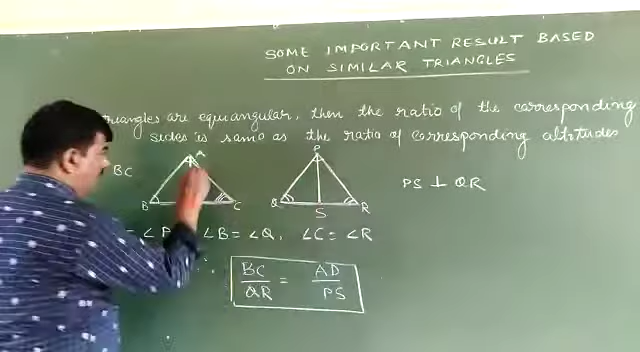 SOME IMPORTANT RESULT BASED
ON SIMILAR TRIANGLES
triangles are equiangular, then the ratio of the corresponding
sides is same as the ratio of corresponding altitudes
BC
A
P
PS ⊥ QR
B C Q S R
= ∠P ∠B = ∠Q, ∠C = ∠R
∴ BC/QR = AD/PS